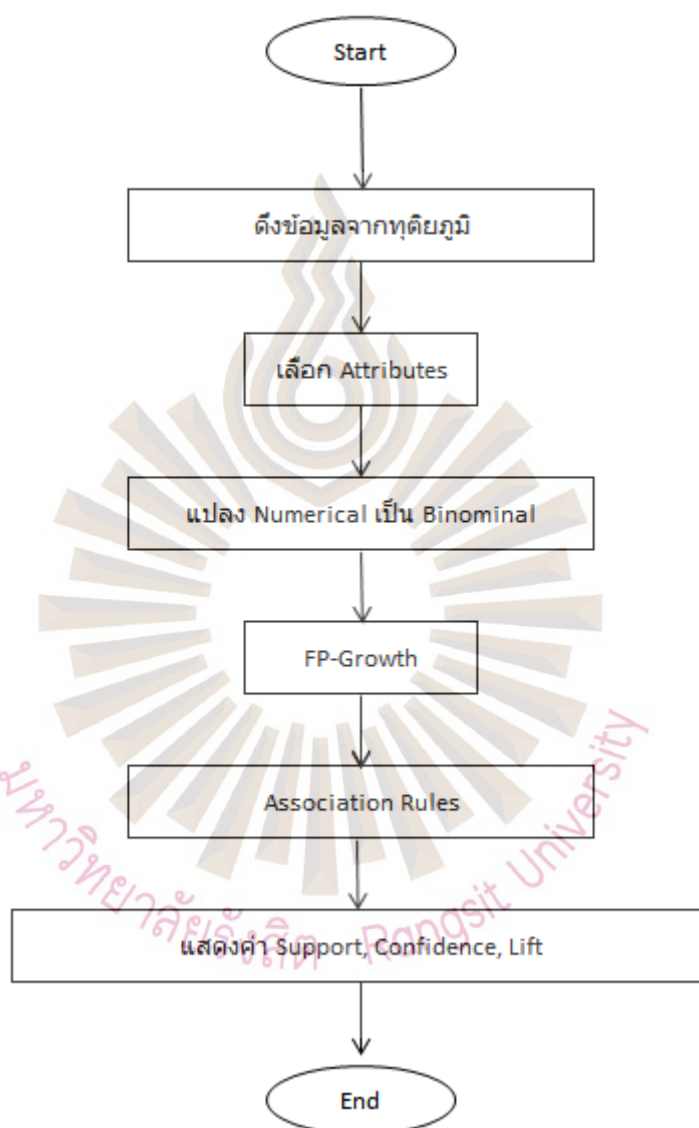 Start
ดึงข้อมูลจากทุติยภูมิ
เลือก Attributes
แปลง Numerical เป็น Binominal
FP-Growth
Association Rules
แสดงค่า Support, Confidence, Lift
End
มหาวิทยาลัยรังสิต Rangsit University